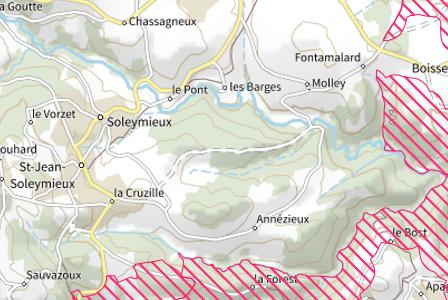 a Goutte
Chassagneux
Fontamalard
Boisse
le Pont
les Barges
Molley
le Vorzet
Soleymieux
ouhard
St-Jean-
Soleymieux
la Cruzille
Annézieux
le Bost
Sauvazoux
la Forest
Apa